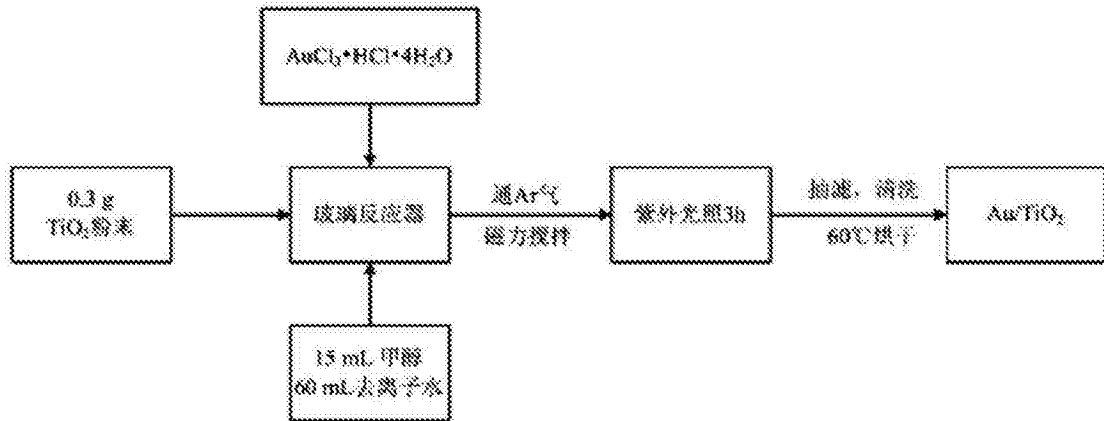 AuCl₃•HCl•4H₂O
0.3 g
TiO₂粉末
玻璃反应器
通Ar气
磁力搅拌
紫外光照3h
抽滤，清洗
60℃烘干
Au/TiO₂
15 mL 甲醇
60 mL去离子水